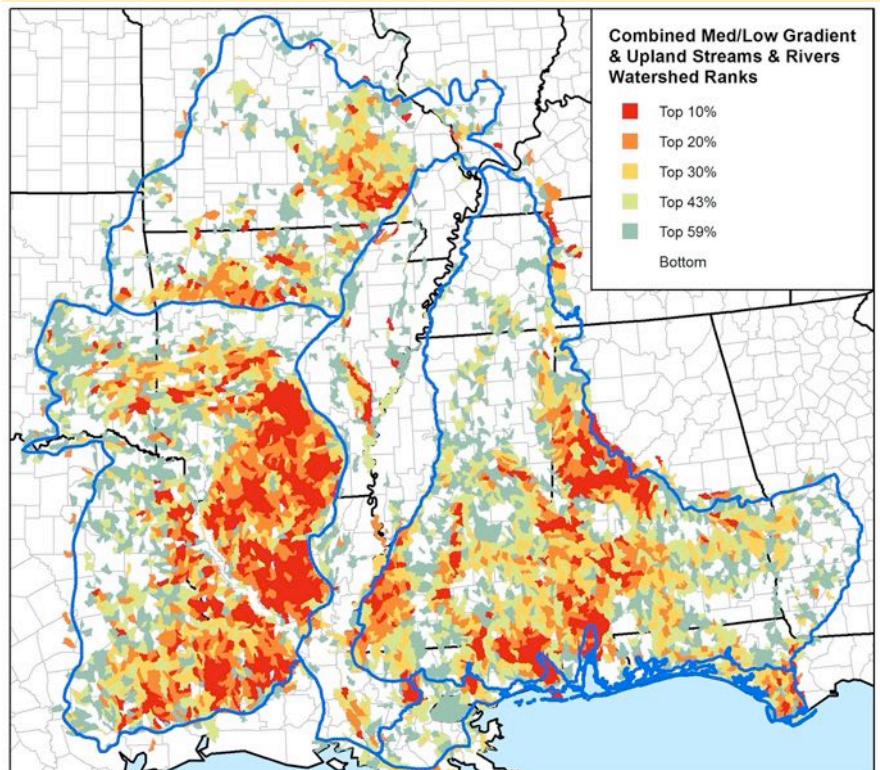 Combined Med/Low Gradient
& Upland Streams & Rivers
Watershed Ranks
Top 10%
Top 20%
Top 30%
Top 43%
Top 59%
Bottom